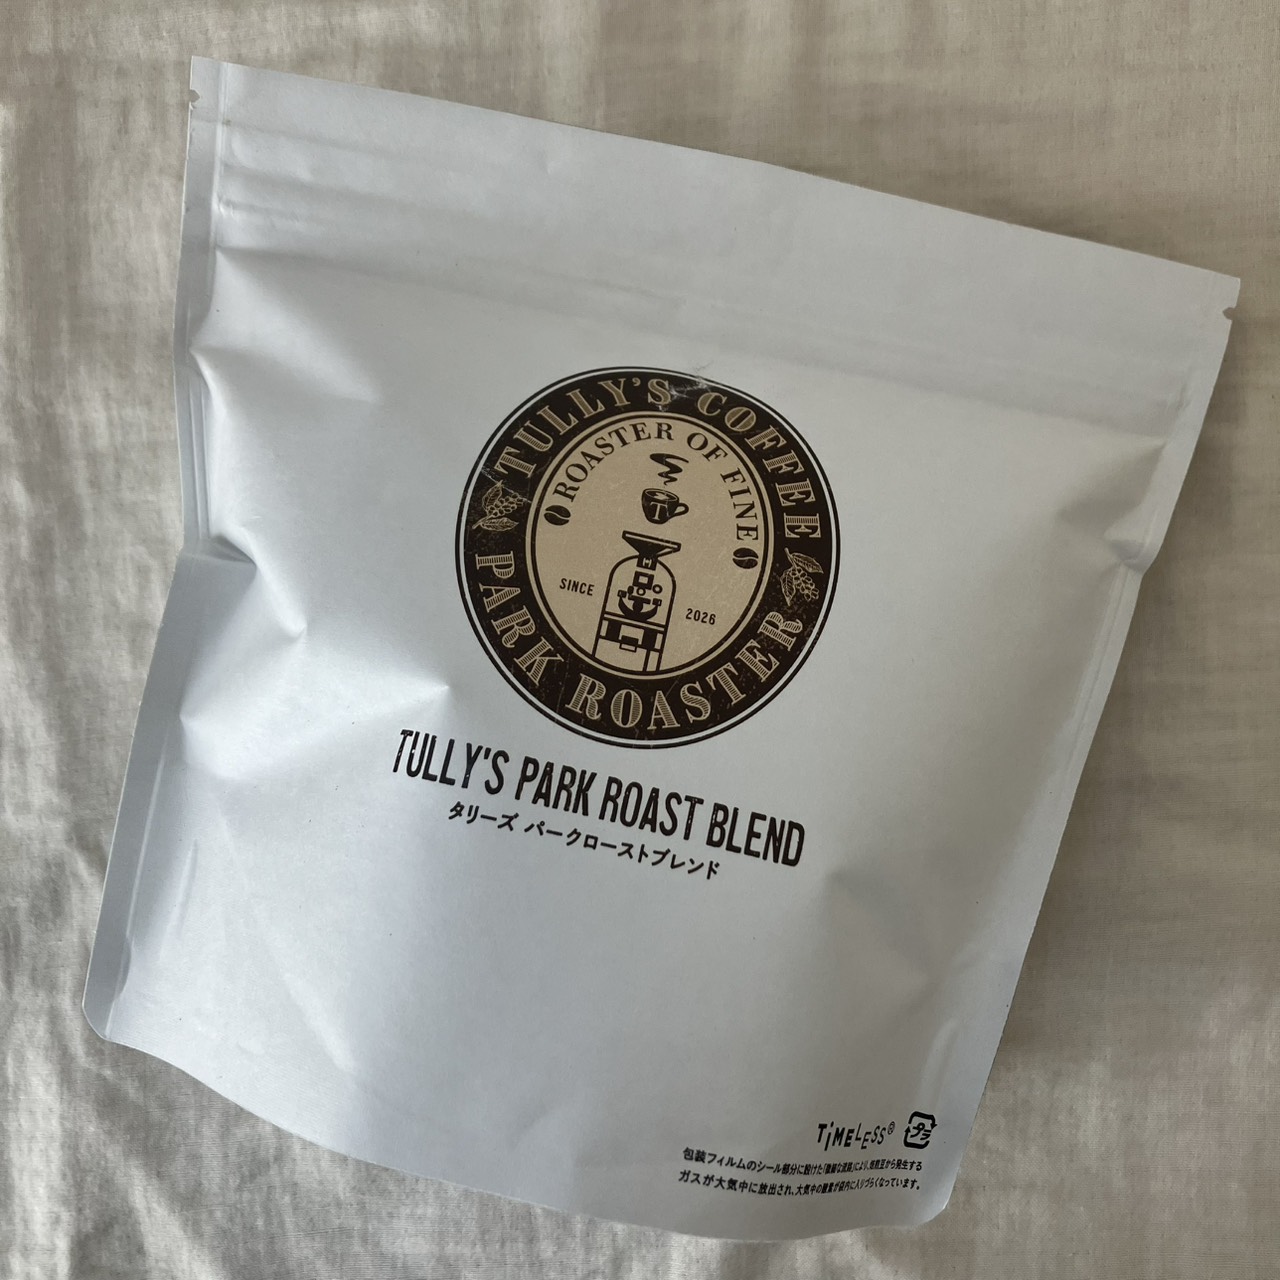 TULLY'S COFFEE
ROASTER OF FINE
T
SINCE 2026
PARK ROASTER
TULLY'S PARK ROAST BLEND
タリーズ パークローストブレンド
TiMELESS®
プラ
包装フィルムのシール部分に設けた「微細な流路」により、焙煎豆から発生する
ガスが大気中に放出され、大気中の酸素が袋内に入りづらくなっています。